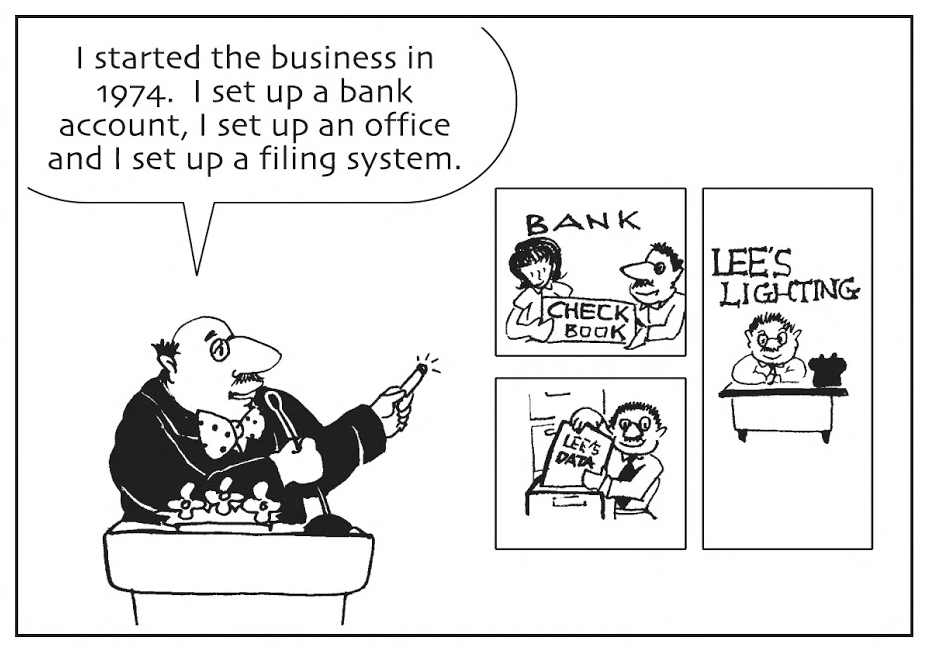 I started the business in
1974. I set up a bank
account, I set up an office
and I set up a filing system.
BANK
CHECK
BOOK
LEE'S
LIGHTING
LEE'S
DATA